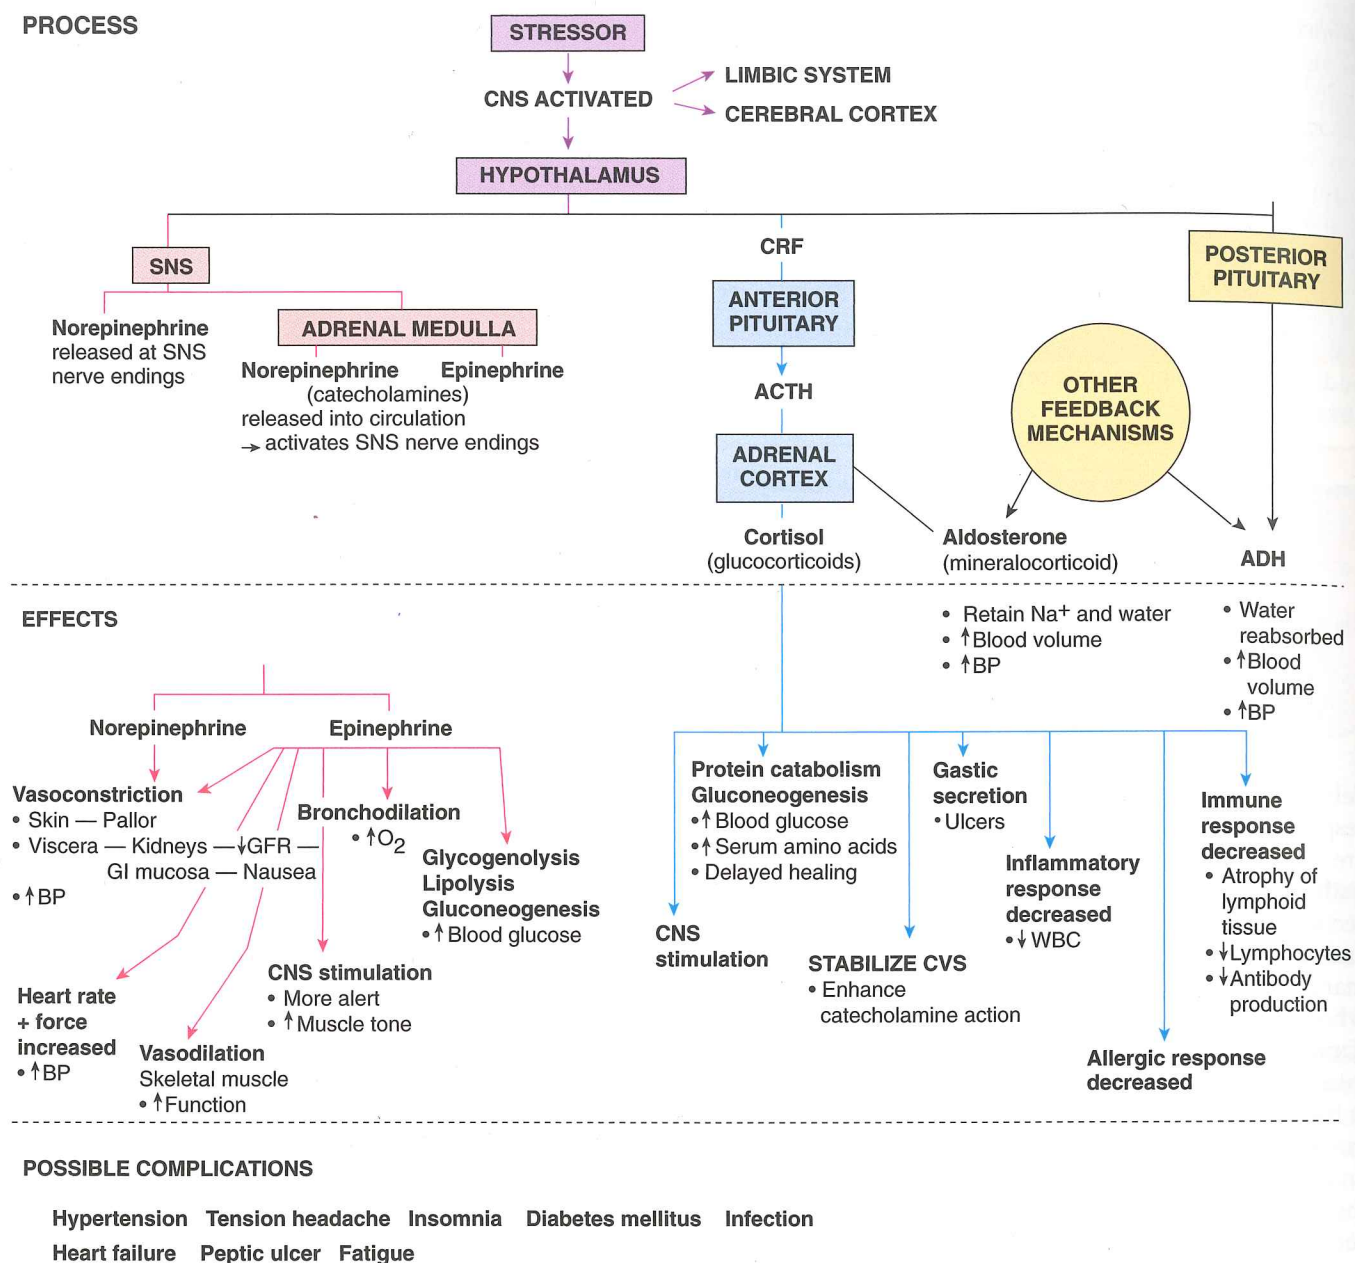 PROCESS
STRESSOR
CNS ACTIVATED
LIMBIC SYSTEM
CEREBRAL CORTEX
HYPOTHALAMUS
SNS
Norepinephrine
released at SNS
nerve endings
ADRENAL MEDULLA
Norepinephrine Epinephrine
(catecholamines)
released into circulation
→ activates SNS nerve endings
CRF
ANTERIOR
PITUITARY
ACTH
ADRENAL
CORTEX
Cortisol
(glucocorticoids)
OTHER
FEEDBACK
MECHANISMS
Aldosterone
(mineralocorticoid)
POSTERIOR
PITUITARY
ADH
EFFECTS
• Retain Na+ and water
• ↑Blood volume
• ↑BP
• Water
reabsorbed
• ↑Blood
volume
• ↑BP
Norepinephrine
Epinephrine
Vasoconstriction
• Skin — Pallor
• Viscera — Kidneys — ↓GFR —
GI mucosa — Nausea
• ↑BP
Heart rate
+ force
increased
• ↑BP
Vasodilation
Skeletal muscle
• ↑Function
CNS stimulation
• More alert
• ↑Muscle tone
Bronchodilation
• ↑O2
Glycogenolysis
Lipolysis
Gluconeogenesis
• ↑Blood glucose
CNS
stimulation
Protein catabolism
Gluconeogenesis
• ↑ Blood glucose
• ↑ Serum amino acids
• Delayed healing
STABILIZE CVS
• Enhance
catecholamine action
Gastic
secretion
• Ulcers
Inflammatory
response
decreased
• ↓ WBC
Allergic response
decreased
Immune
response
decreased
• Atrophy of
lymphoid
tissue
• ↓Lymphocytes
• ↓Antibody
production
POSSIBLE COMPLICATIONS
Hypertension Tension headache Insomnia Diabetes mellitus Infection
Heart failure Peptic ulcer Fatigue